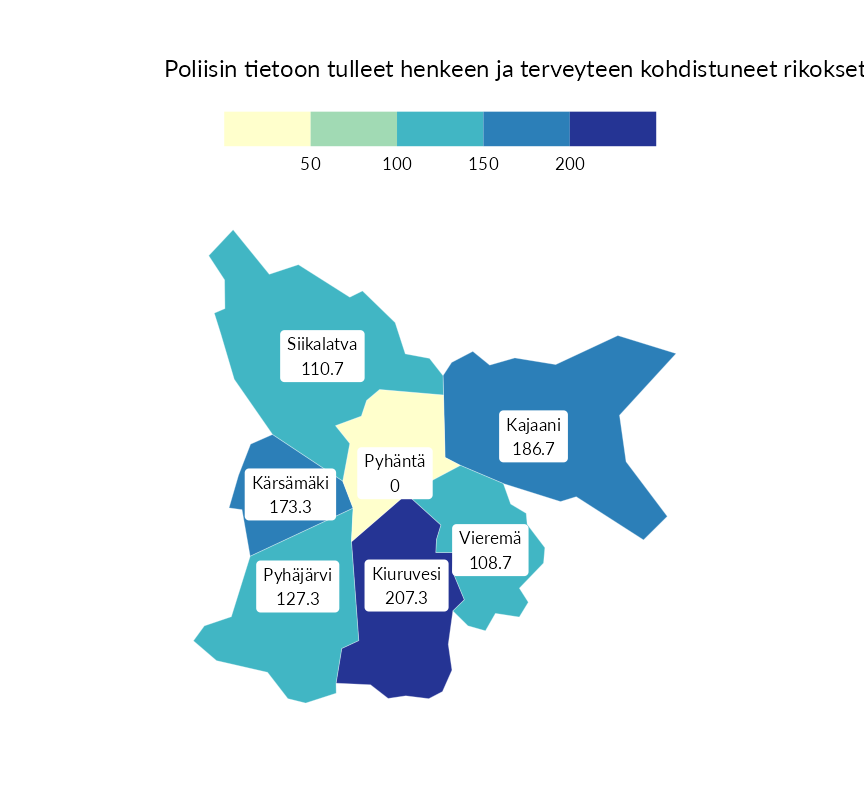 Poliisin tietoon tulleet henkeen ja terveyteen kohdistuneet rikokset
50 100 150 200
Siikalatva
110.7
Kajaani
186.7
Pyhäntä
0
Kärsämäki
173.3
Vieremä
108.7
Pyhäjärvi
127.3
Kiuruvesi
207.3